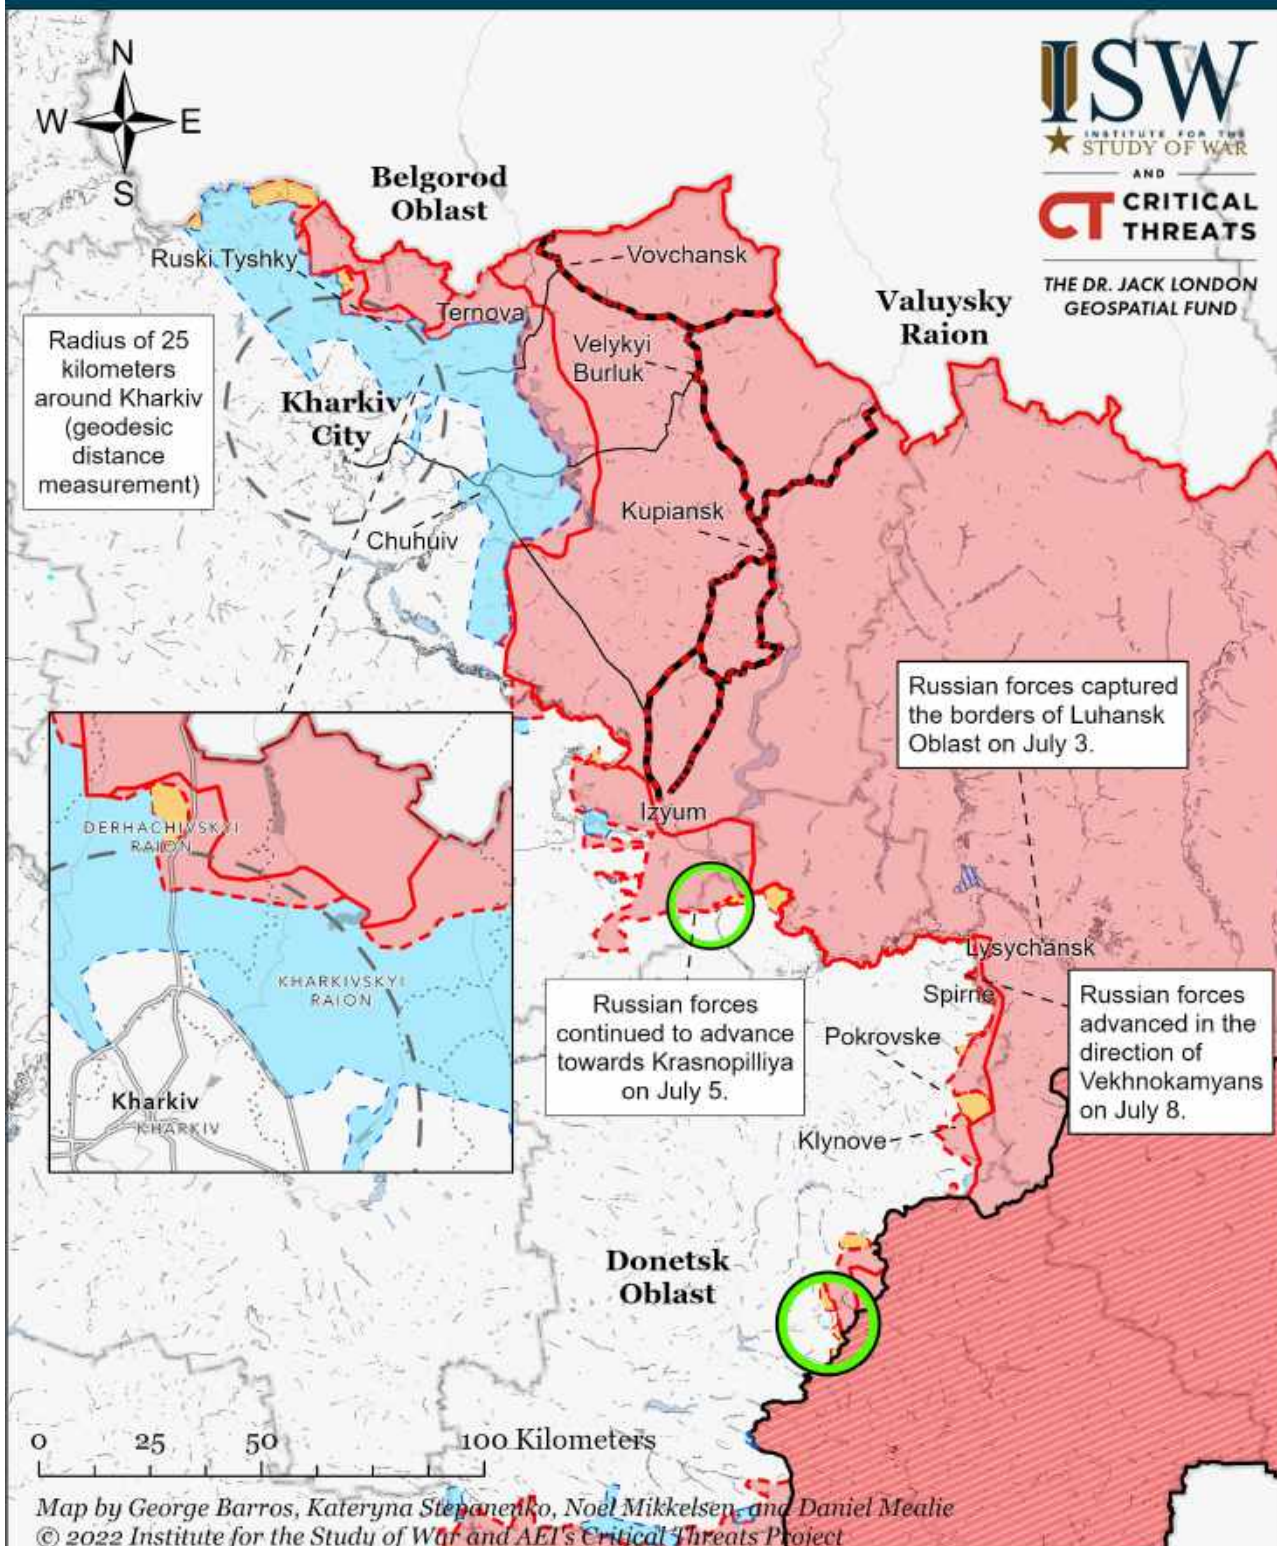 N
W
E
S
ISW
INSTITUTE FOR THE
STUDY OF WAR
AND
CT CRITICAL
THREATS
THE DR. JACK LONDON
GEOSPATIAL FUND
Belgorod
Oblast
Ruski Tyshky
Vovchansk
Ternova
Valuysky
Raion
Radius of 25
kilometers
around Kharkiv
(geodesic
distance
measurement)
Velykyi
Burluk
Kharkiv
City
Kupiansk
Chuhuiv
Russian forces captured
the borders of Luhansk
Oblast on July 3.
Izyum
DERHACHIVSKYI
RAION
KHARKIVSKYI
RAION
Kharkiv
KHARKIV
Lysychansk
Spirne
Pokrovske
Klynove
Russian forces
continued to advance
towards Krasnopilliya
on July 5.
Russian forces
advanced in the
direction of
Vekhnokamyans
on July 8.
Donetsk
Oblast
0 25 50 100 Kilometers
Map by George Barros, Kateryna Stepanenko, Noel Mikkelsen, and Daniel Mealie
© 2022 Institute for the Study of War and AEI's Critical Threats Project